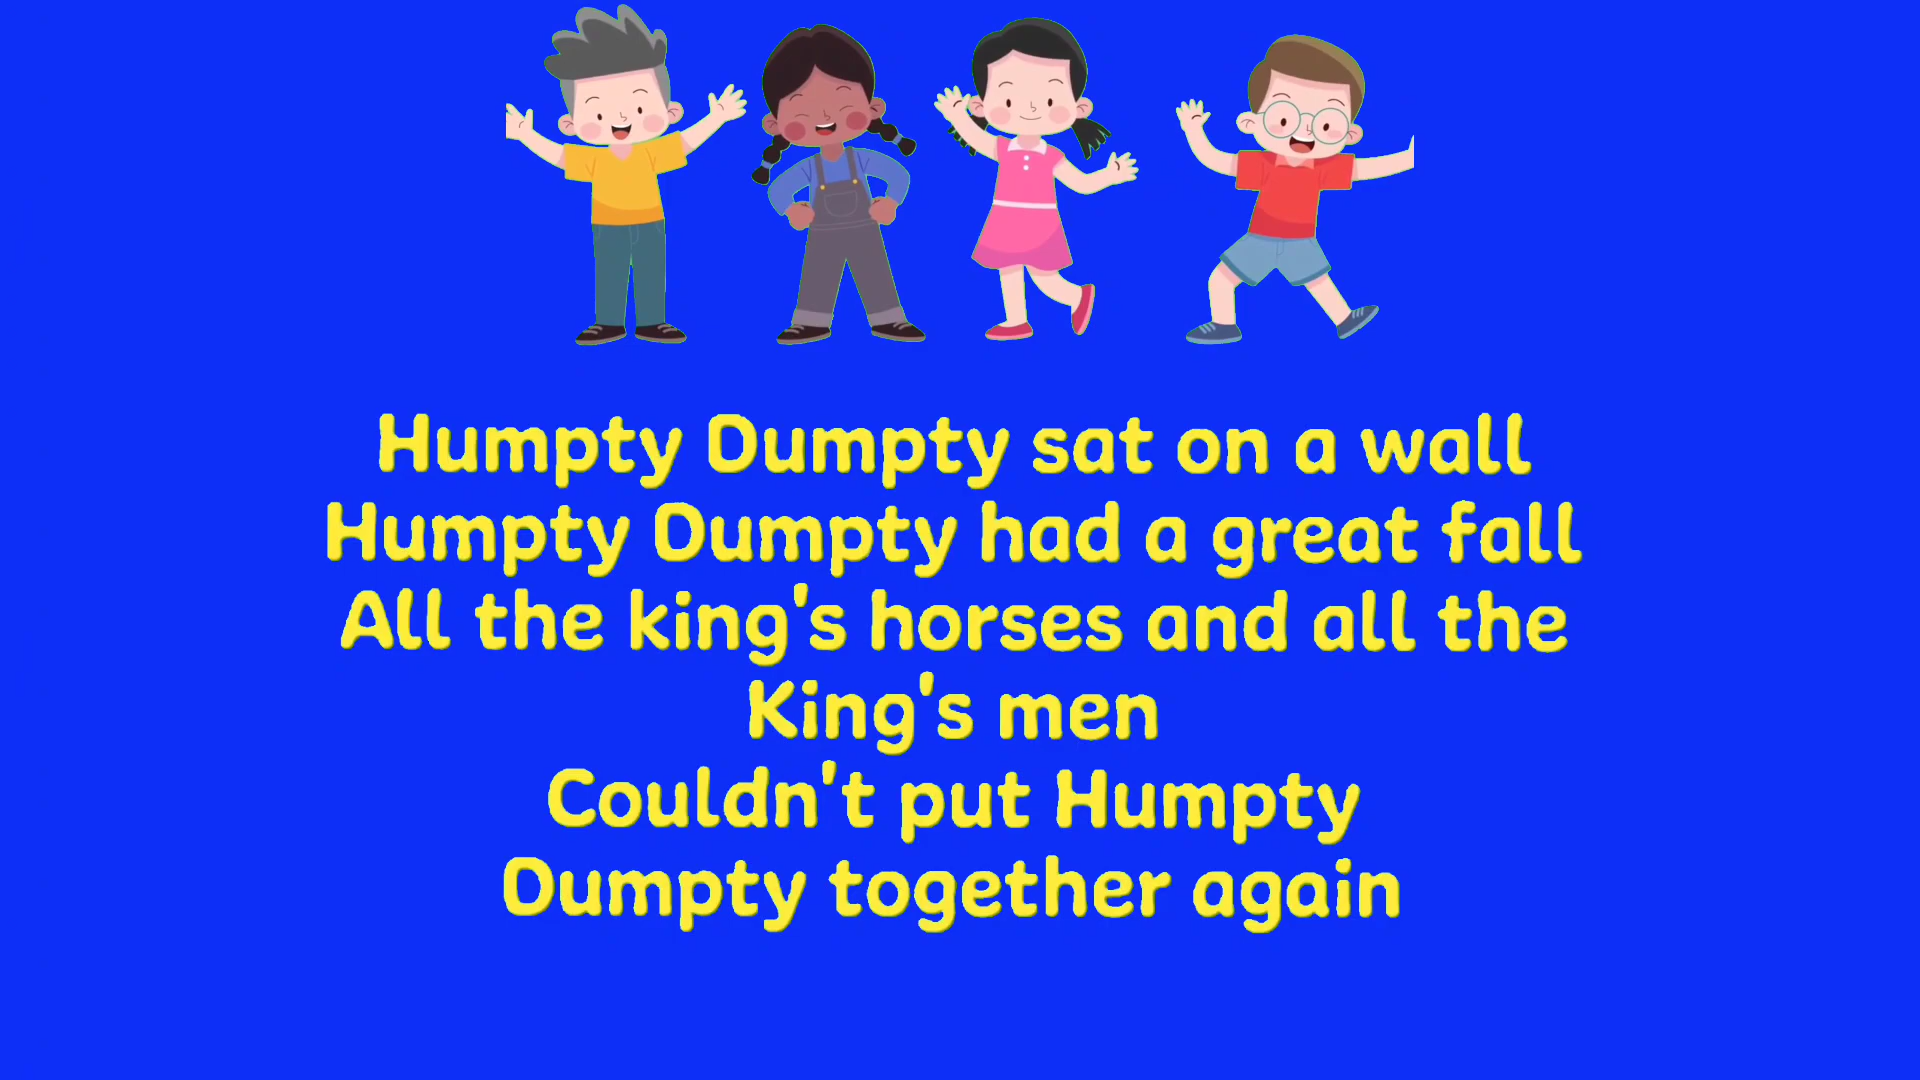 Humpty Dumpty sat on a wall
Humpty Dumpty had a great fall
All the king's horses and all the
King's men
Couldn't put Humpty
Dumpty together again